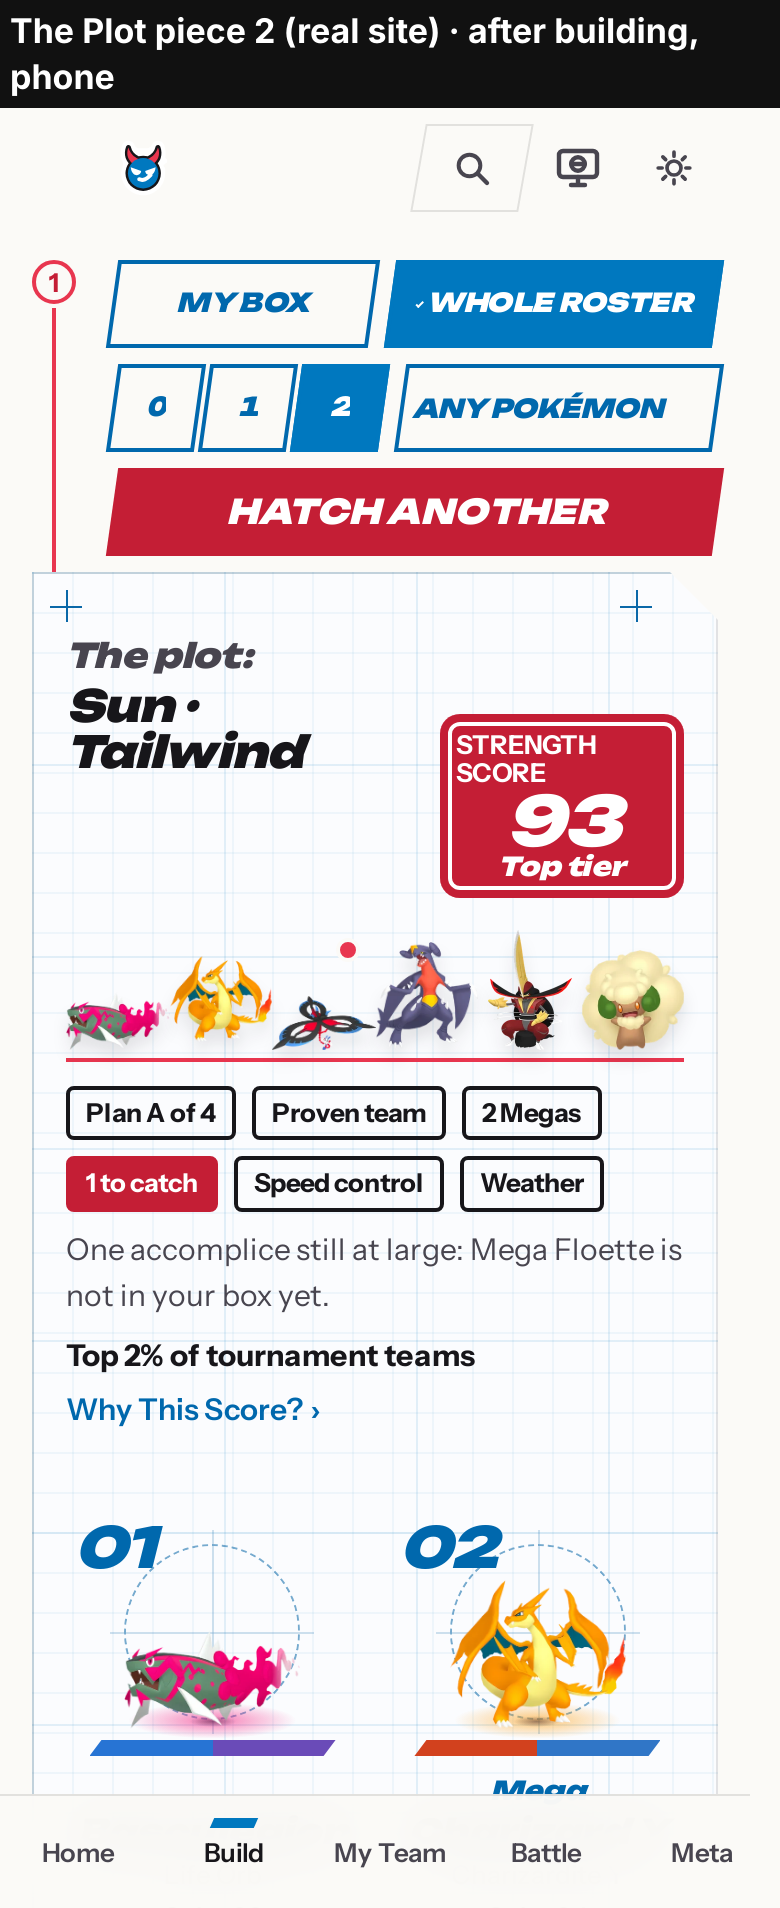 The Plot piece 2 (real site) · after building,
phone
1
MY BOX
✓ WHOLE ROSTER
0
1
2
ANY POKÉMON
HATCH ANOTHER
The plot:
Sun ·
Tailwind
STRENGTH
SCORE
93
Top tier
Plan A of 4
Proven team
2 Megas
1 to catch
Speed control
Weather
One accomplice still at large: Mega Floette is
not in your box yet.
Top 2% of tournament teams
Why This Score? ›
01
02
Mega
Home
Build
My Team
Battle
Meta